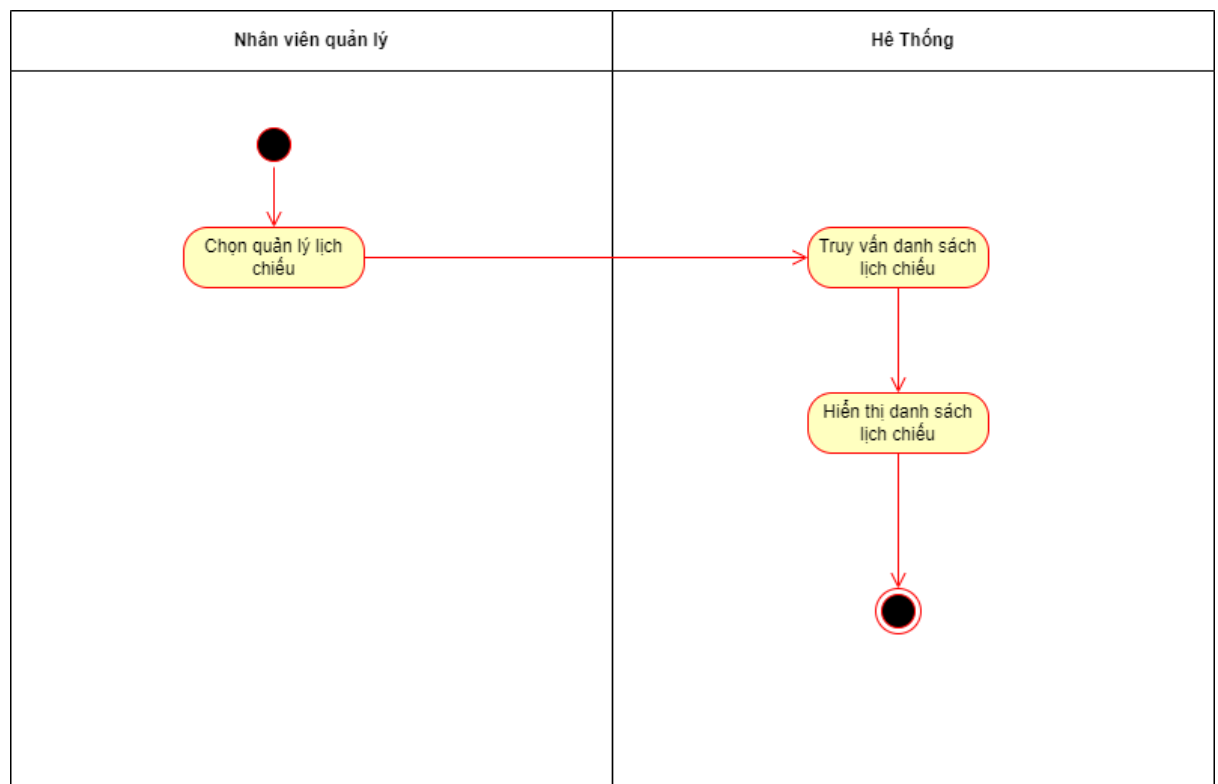 Nhân viên quản lý
Hê Thống
Chọn quản lý lịch
chiếu
Truy vấn danh sách
lịch chiếu
Hiển thị danh sách
lịch chiếu